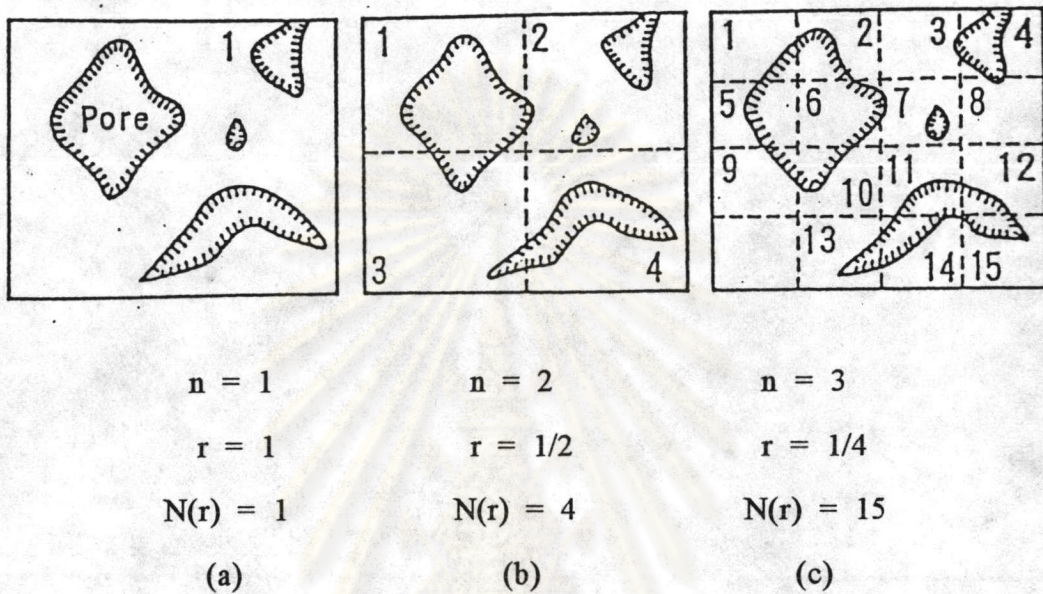 1
Pore
1 2
3 4
1 2 3 4
5 6 7 8
9 10 11 12
13 14 15
n = 1 n = 2 n = 3
r = 1 r = 1/2 r = 1/4
N(r) = 1 N(r) = 4 N(r) = 15
(a) (b) (c)